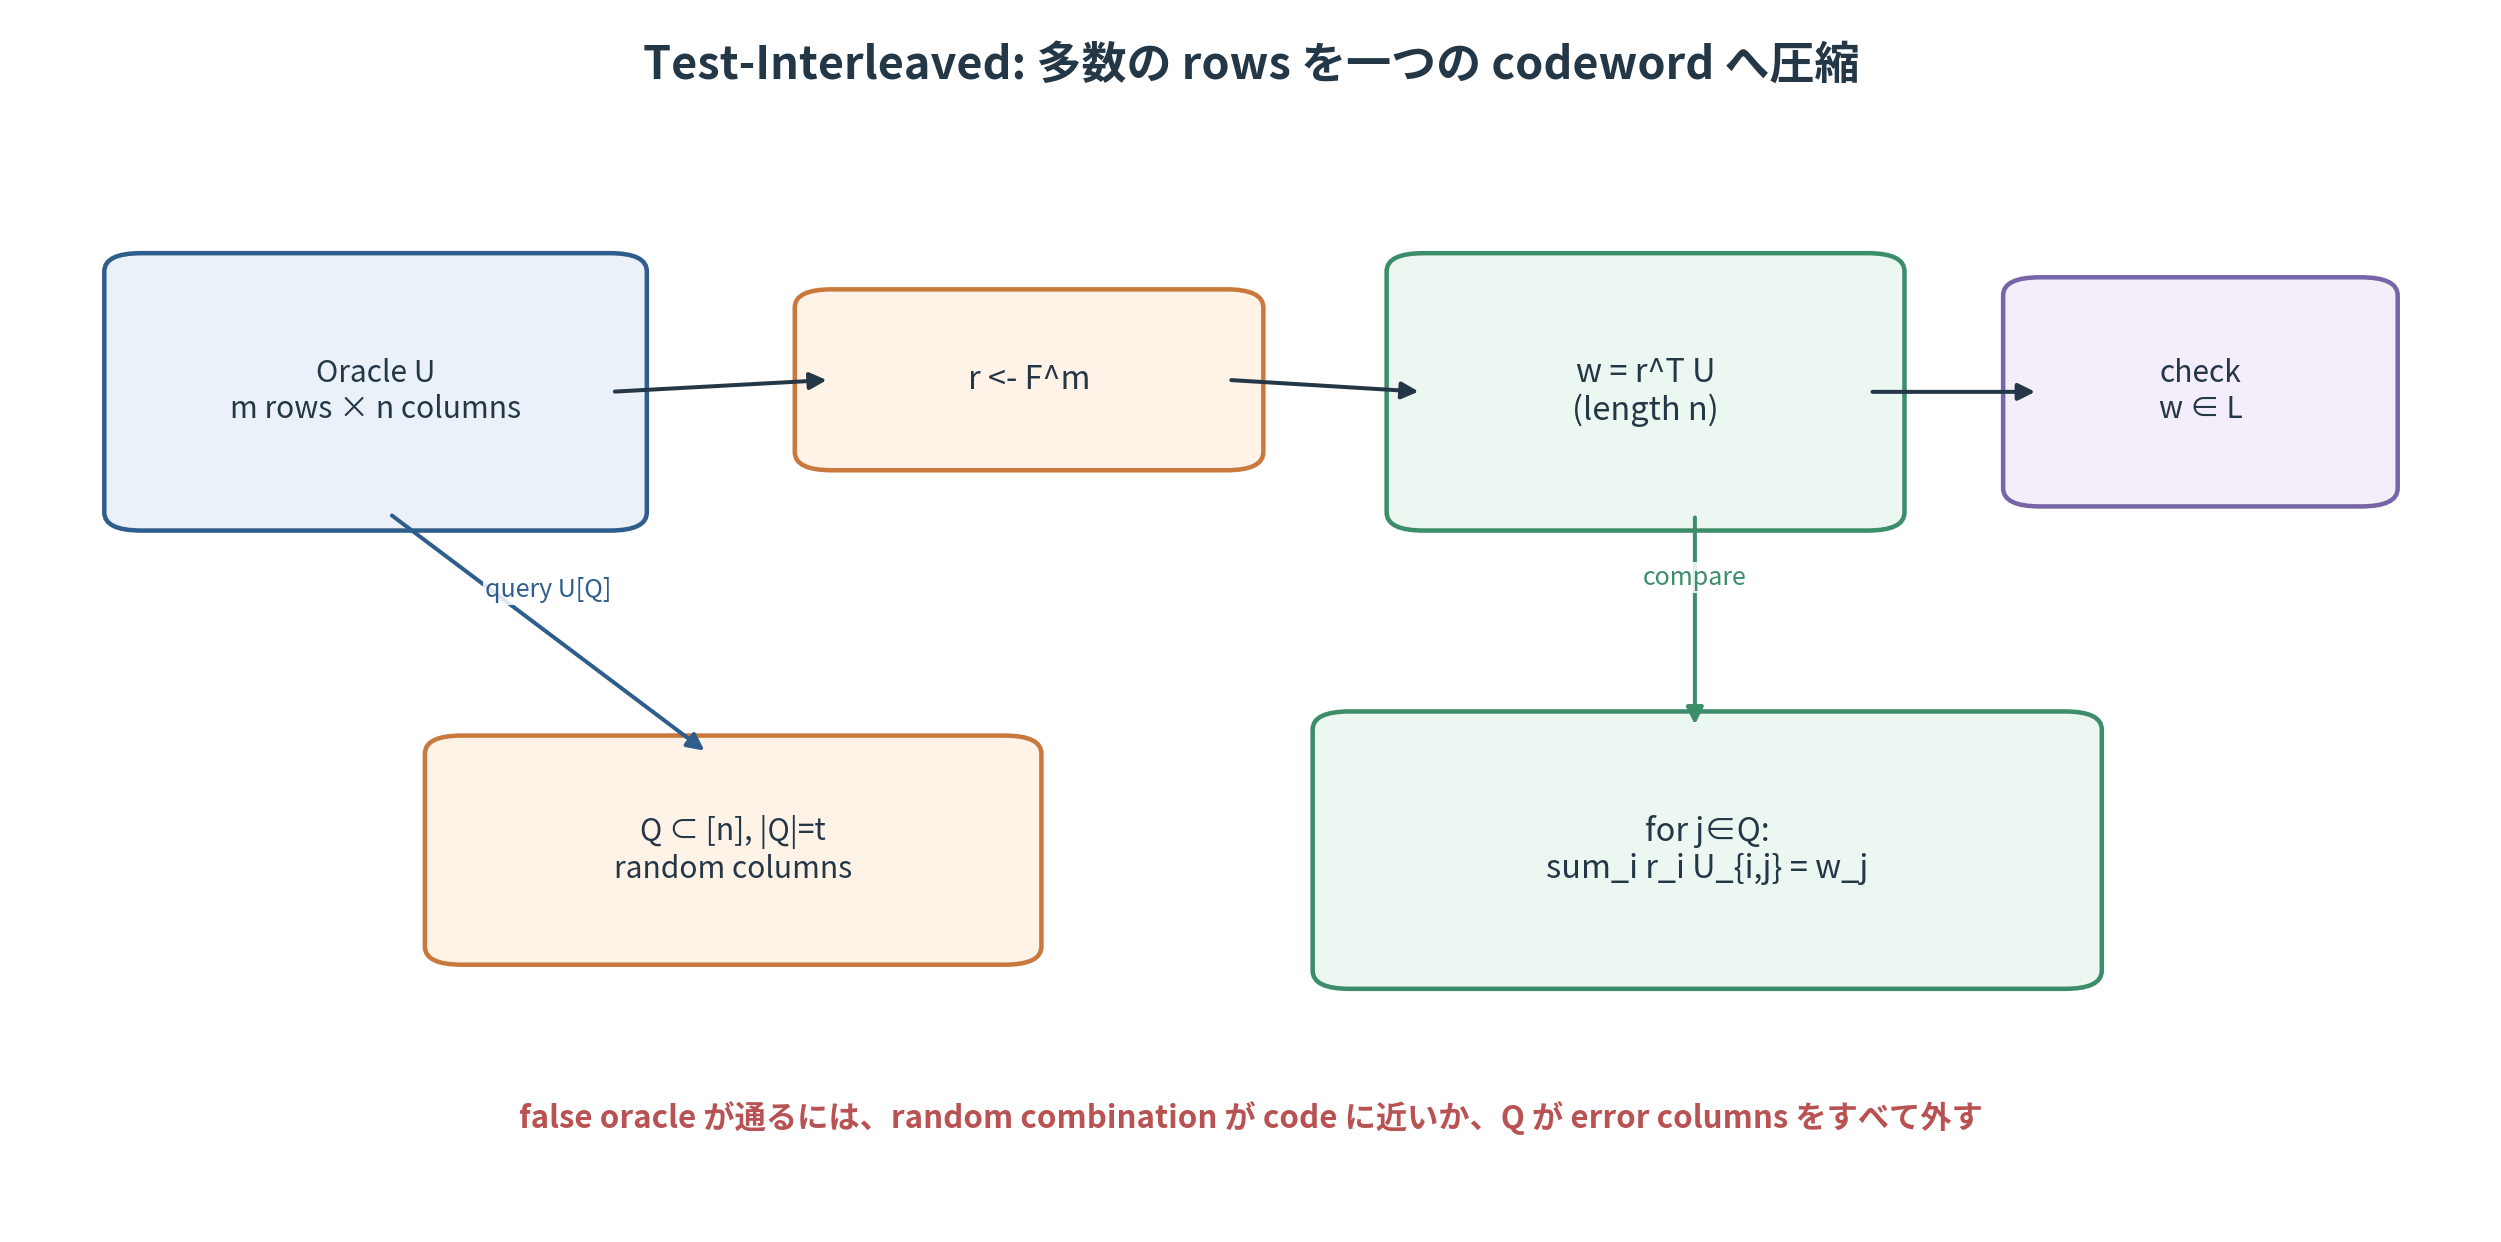 Test-Interleaved: 多数の rows を一つの codeword へ圧縮
Oracle U
m rows × n columns
r <- F^m
w = r^T U
(length n)
check
w ∈ L
query U[Q]
compare
Q ⊂ [n], |Q|=t
random columns
for j∈Q:
sum_i r_i U_{i,j} = w_j
false oracle が通るには、random combination が code に近いか、Q が error columns をすべて外す